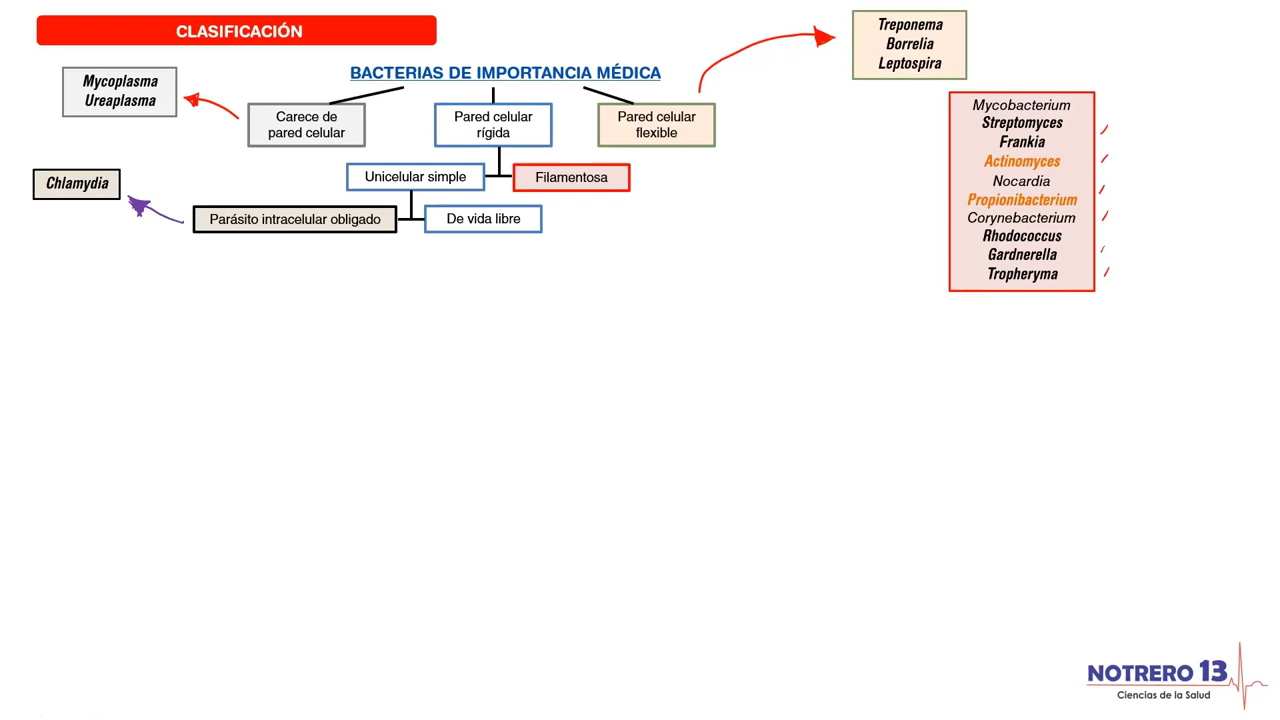 CLASIFICACIÓN
BACTERIAS DE IMPORTANCIA MÉDICA
Mycoplasma
Ureaplasma
Carece de
pared celular
Pared celular
rígida
Pared celular
flexible
Treponema
Borrelia
Leptospira
Unicelular simple
Filamentosa
Chlamydia
Parásito intracelular obligado
De vida libre
Mycobacterium
Streptomyces
Frankia
Actinomyces
Nocardia
Propionibacterium
Corynebacterium
Rhodococcus
Gardnerella
Tropheryma
NOTRERO 13
Ciencias de la Salud